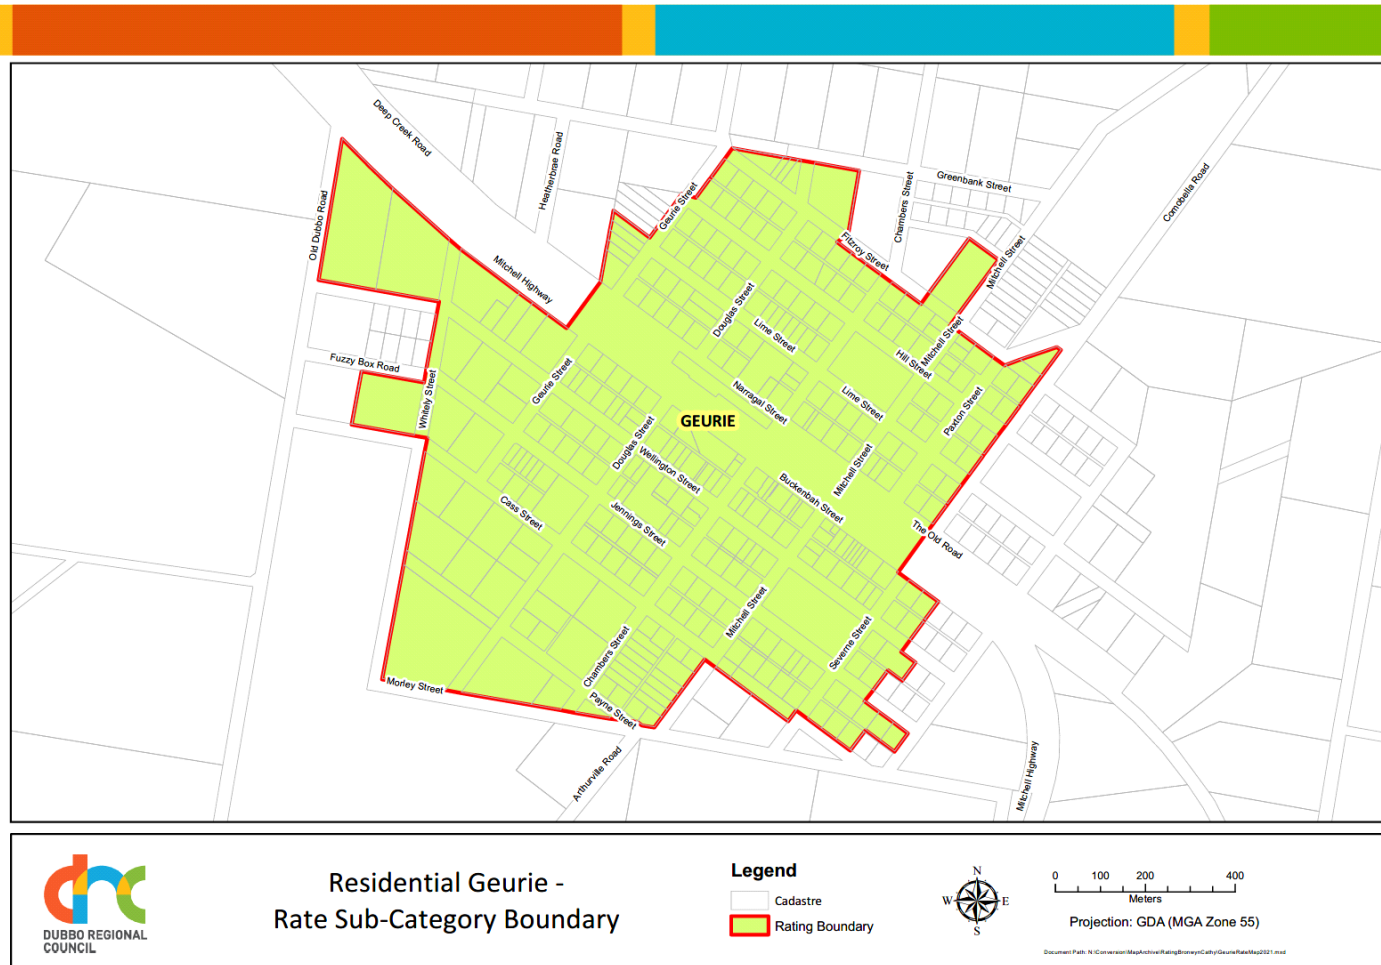 Deep Creek Road
Heatherbrae Road
Old Dubbo Road
Geurie Street
Greenbank Street
Chambers Street
Comobella Road
Fitzroy Street
Mitchell Street
Mitchell Highway
Douglas Street
Lime Street
Mitchell Street
Hill Street
Fuzzy Box Road
Whitely Street
Geurie Street
Narragal Street
Lime Street
Paxton Street
GEURIE
Douglas Street
Wellington Street
Mitchell Street
Buckenbah Street
Cass Street
Jennings Street
The Old Road
Mitchell Street
Severne Street
Chambers Street
Morley Street
Payne Street
Arthurville Road
Mitchell Highway
DUBBO REGIONAL
COUNCIL
Residential Geurie -
Rate Sub-Category Boundary
Legend
Cadastre
Rating Boundary
N
W E
S
0 100 200 400
Meters
Projection: GDA (MGA Zone 55)